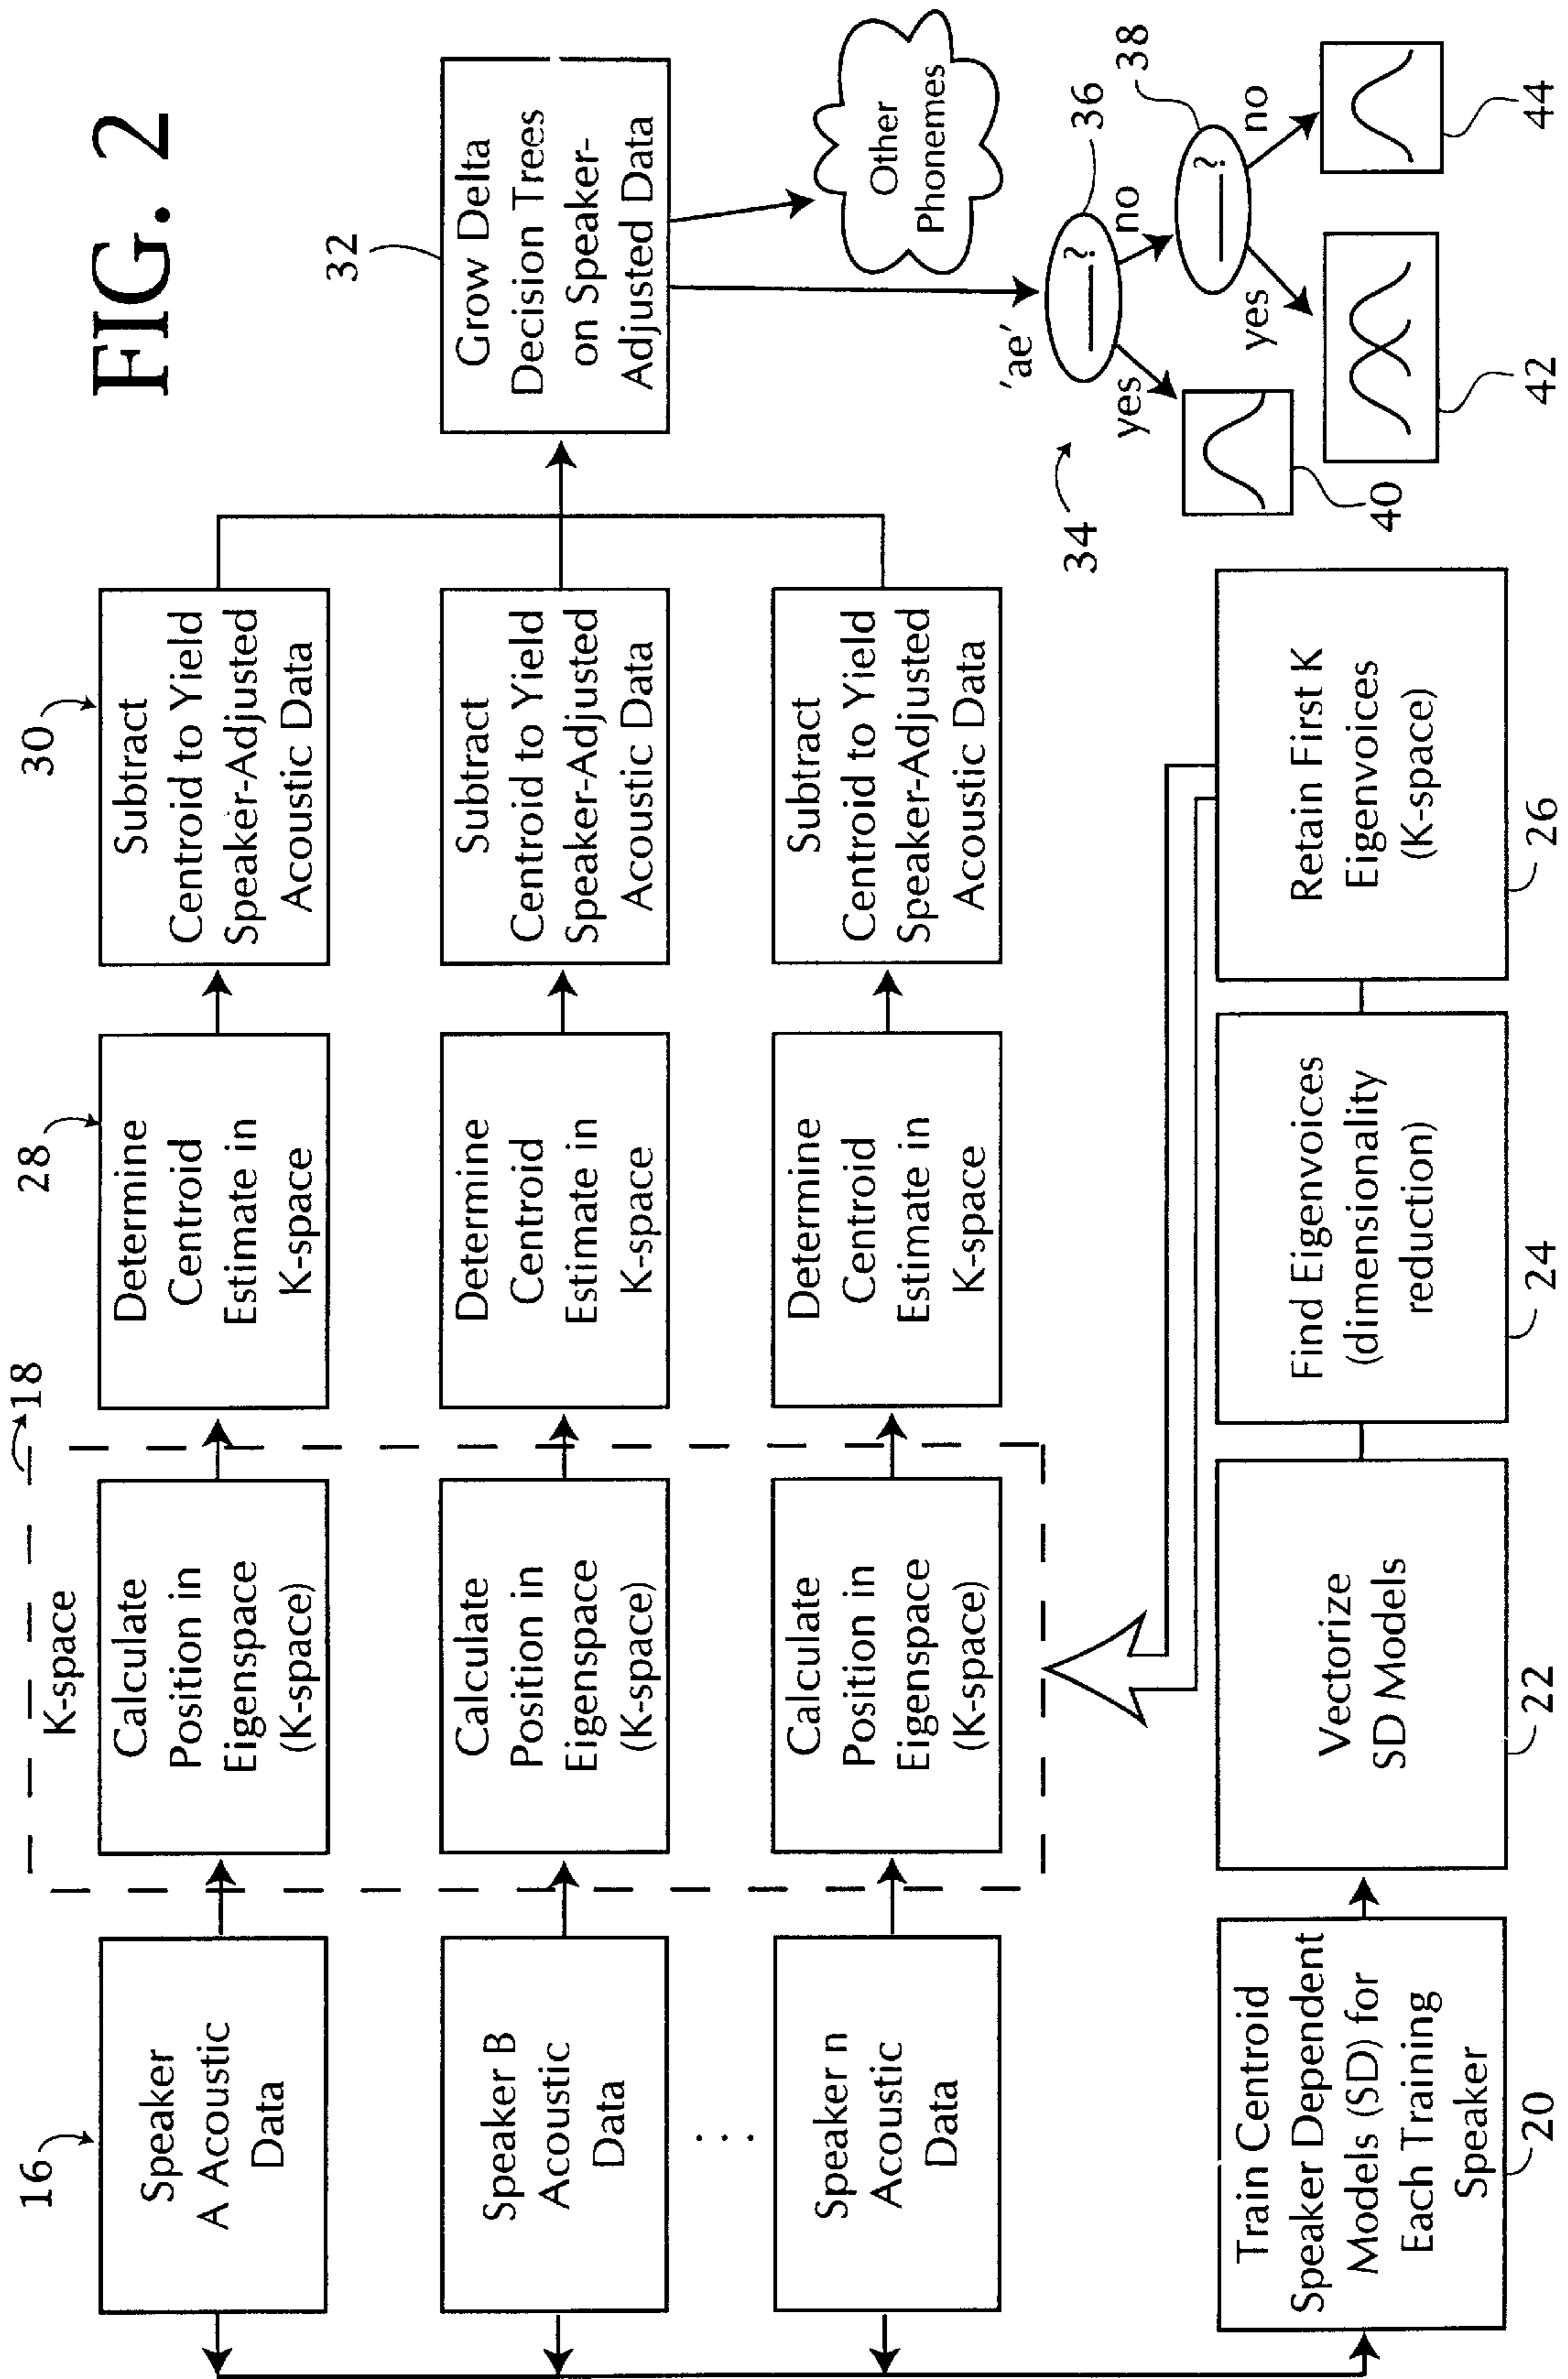 FIG. 2
16
Speaker
A Acoustic
Data
Speaker B
Acoustic
Data
. . .
Speaker n
Acoustic
Data
18
K-space
Calculate
Position in
Eigenspace
(K-space)
Calculate
Position in
Eigenspace
(K-space)
Calculate
Position in
Eigenspace
(K-space)
28
Determine
Centroid
Estimate in
K-space
Determine
Centroid
Estimate in
K-space
Determine
Centroid
Estimate in
K-space
30
Subtract
Centroid to Yield
Speaker-Adjusted
Acoustic Data
Subtract
Centroid to Yield
Speaker-Adjusted
Acoustic Data
Subtract
Centroid to Yield
Speaker-Adjusted
Acoustic Data
32
Grow Delta
Decision Trees
on Speaker-
Adjusted Data
Other
Phonemes
'ae'
34
?
36
yes
no
?
38
yes
no
40
42
44
Train Centroid
Speaker Dependent
Models (SD) for
Each Training
Speaker
20
Vectorize
SD Models
22
Find Eigenvoices
(dimensionality
reduction)
24
Retain First K
Eigenvoices
(K-space)
26